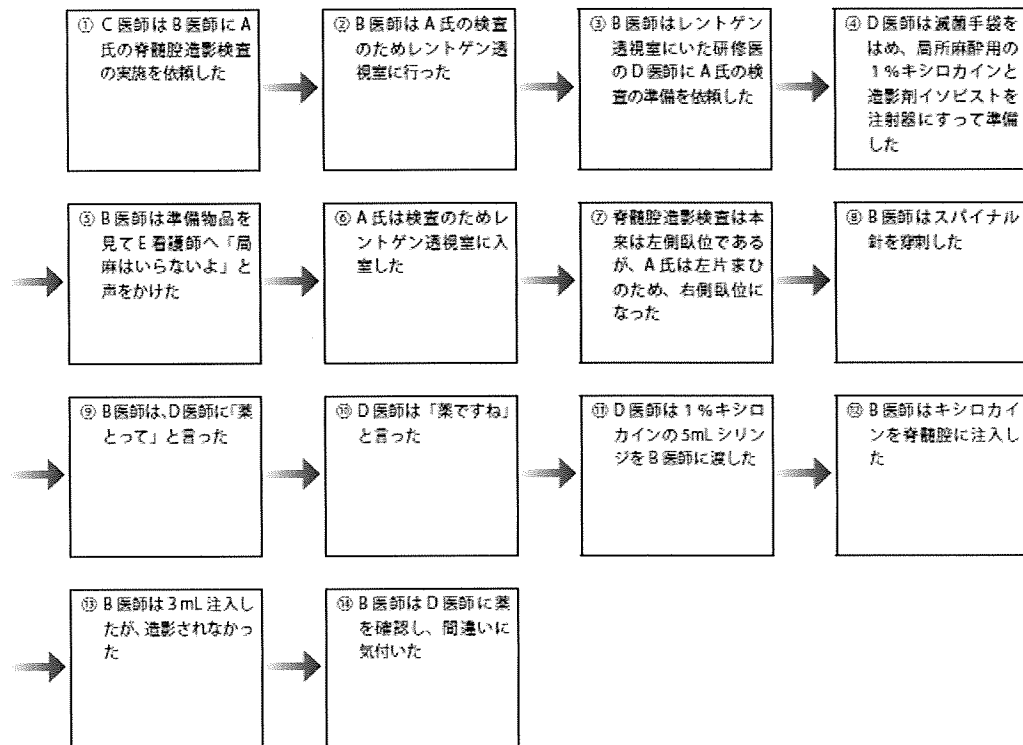 ① C医師はB医師にA
氏の脊髄腔造影検査
の実施を依頼した
② B医師はA氏の検査
のためレントゲン透
視室に行った
③ B医師はレントゲン
透視室にいた研修医
のD医師にA氏の検
査の準備を依頼した
④ D医師は滅菌手袋を
はめ、局所麻酔用の
1％キシロカインと
造影剤イソビストを
注射器にすって準備
した
⑤ B医師は準備物品を
見てE看護師へ「局
麻はいらないよ」と
声をかけた
⑥ A氏は検査のためレ
ントゲン透視室に入
室した
⑦ 脊髄腔造影検査は本
来は左側臥位である
が、A氏は左片まひ
のため、右側臥位に
なった
⑧ B医師はスパイナル
針を穿刺した
⑨ B医師は、D医師に「薬
とって」と言った
⑩ D医師は「薬ですね」
と言った
⑪ D医師は1％キシロ
カインの5mLシリン
ジをB医師に渡した
⑫ B医師はキシロカイ
ンを脊髄腔に注入し
た
⑬ B医師は3mL注入し
たが、造影されなかっ
た
⑭ B医師はD医師に薬
を確認し、間違いに
気付いた